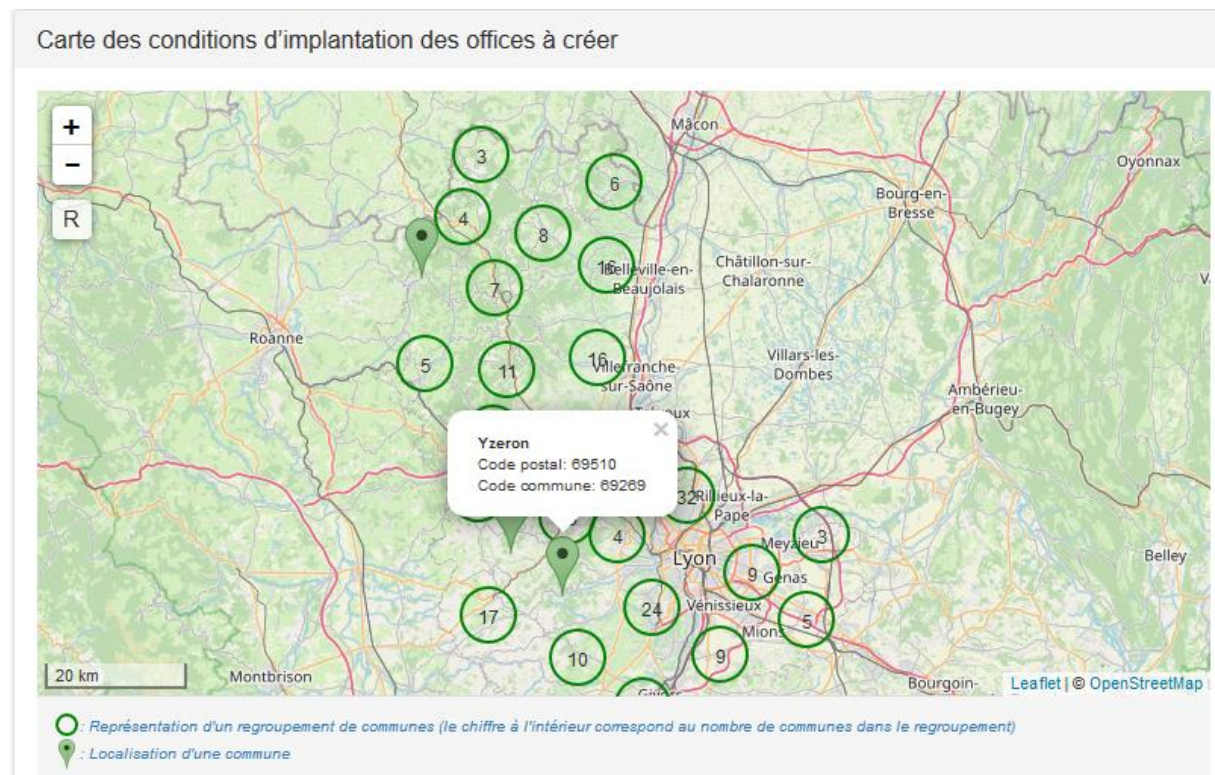 Carte des conditions d’implantation des offices à créer
+
−
R
Mâcon
Oyonnax
Bourg-en-
Bresse
3
6
4
8
16
Belleville-en-
Beaujolais
Châtillon-sur-
Chalaronne
7
Roanne
5
11
16
Villefranche-
sur-Saône
Villars-les-
Dombes
Ambérieu-
en-Bugey
×
Yzeron
Code postal: 69510
Code commune: 69269
32
Rillieux-la-
Pape
4
3
Lyon
Meyzieu
Belley
9
Genas
17
24
Vénissieux
5
Mions
10
9
20 km
Montbrison
Givors
Bourgoin-
Leaflet | © OpenStreetMap
: Représentation d'un regroupement de communes (le chiffre à l'intérieur correspond au nombre de communes dans le regroupement)
: Localisation d'une commune